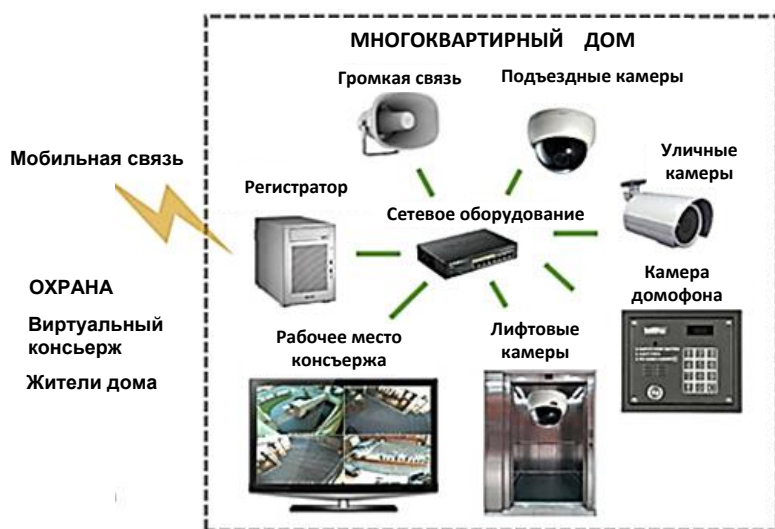 МНОГОКВАРТИРНЫЙ ДОМ
Громкая связь
Подъездные камеры
Мобильная связь
Уличные
камеры
Регистратор
Сетевое оборудование
Камера
домофона
ОХРАНА
Виртуальный
консьерж
Жители дома
Рабочее место
консъержа
Лифтовые
камеры